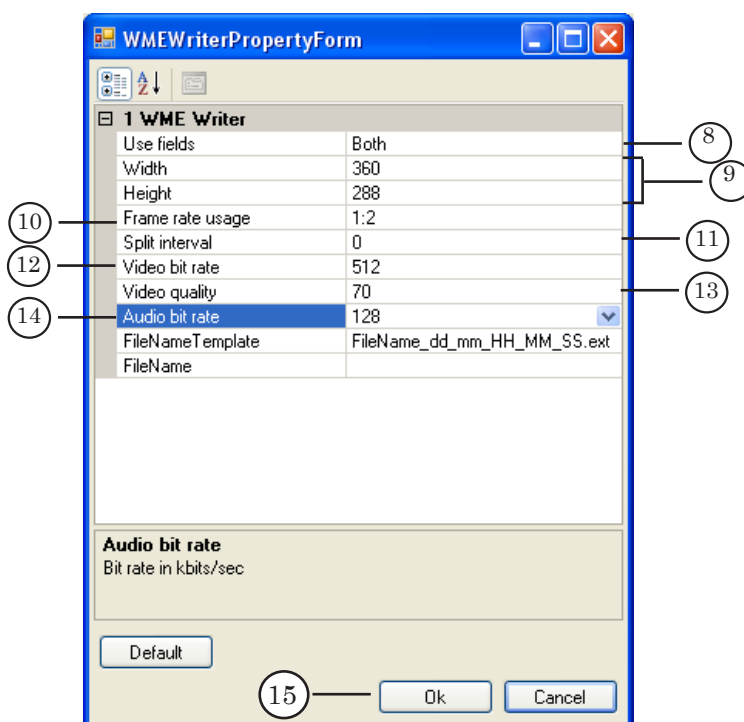 WMEWriterPropertyForm
1 WME Writer
Use fields Both
8
Width 360
9
Height 288
10
Frame rate usage 1:2
Split interval 0
11
12
Video bit rate 512
Video quality 70
13
14
Audio bit rate 128
FileNameTemplate FileName_dd_mm_HH_MM_SS.ext
FileName
Audio bit rate
Bit rate in kbits/sec
Default
15
Ok Cancel